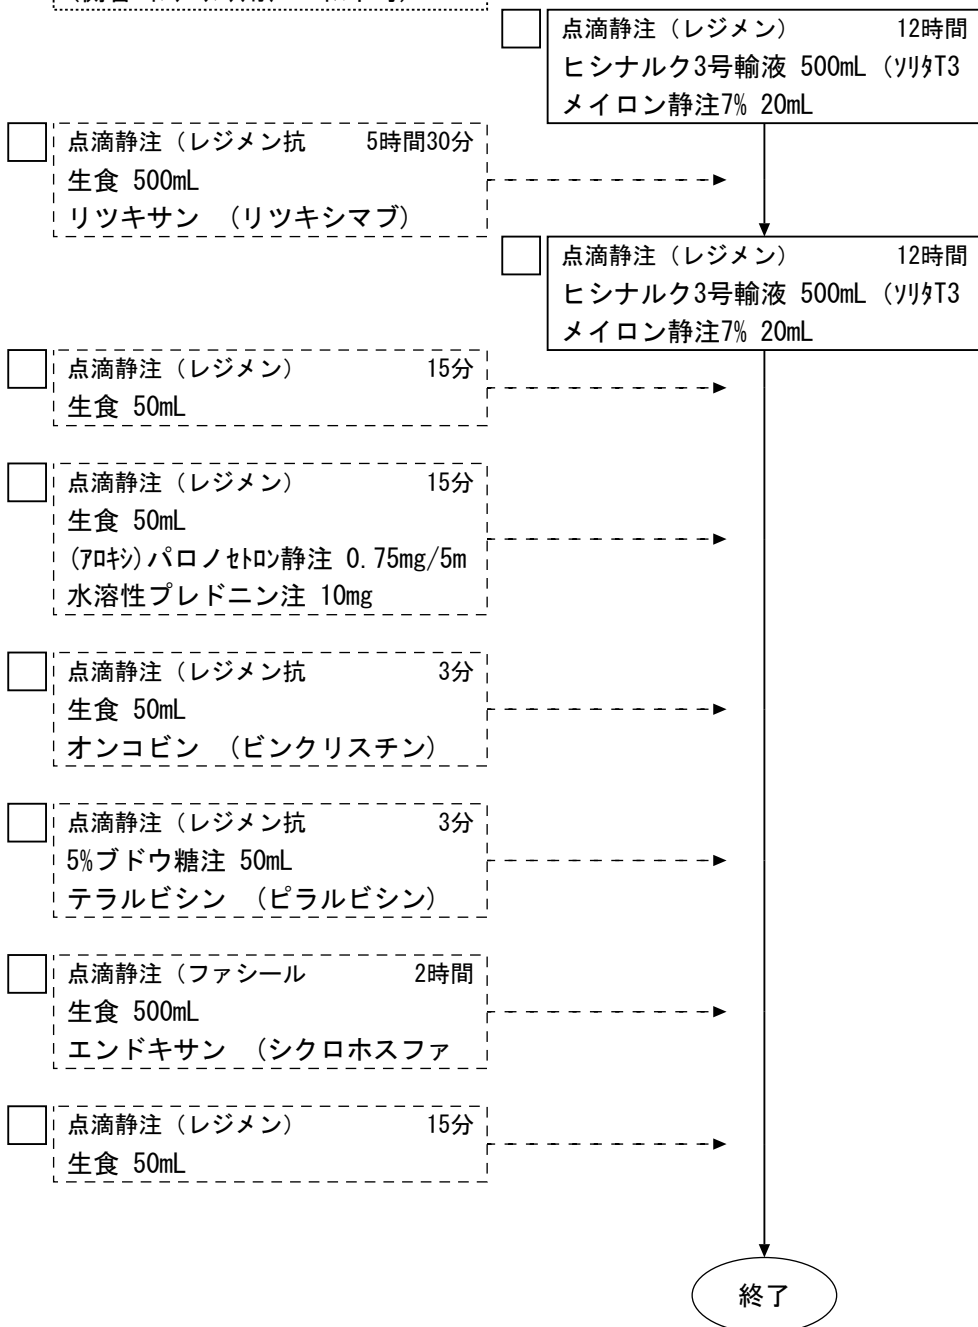 点滴静注（レジメン） 12時間
ヒシナルク3号輸液 500mL（ソリタT3
メイロン静注7% 20mL
点滴静注（レジメン抗 5時間30分
生食 500mL
リツキサン （リツキシマブ）
点滴静注（レジメン） 12時間
ヒシナルク3号輸液 500mL（ソリタT3
メイロン静注7% 20mL
点滴静注（レジメン） 15分
生食 50mL
点滴静注（レジメン） 15分
生食 50mL
(アロキシ)パロノセトロン静注 0.75mg/5m
水溶性プレドニン注 10mg
点滴静注（レジメン抗 3分
生食 50mL
オンコビン （ビンクリスチン）
点滴静注（レジメン抗 3分
5%ブドウ糖注 50mL
テラルビシン （ピラルビシン）
点滴静注（ファシール 2時間
生食 500mL
エンドキサン （シクロホスファ
点滴静注（レジメン） 15分
生食 50mL
終了